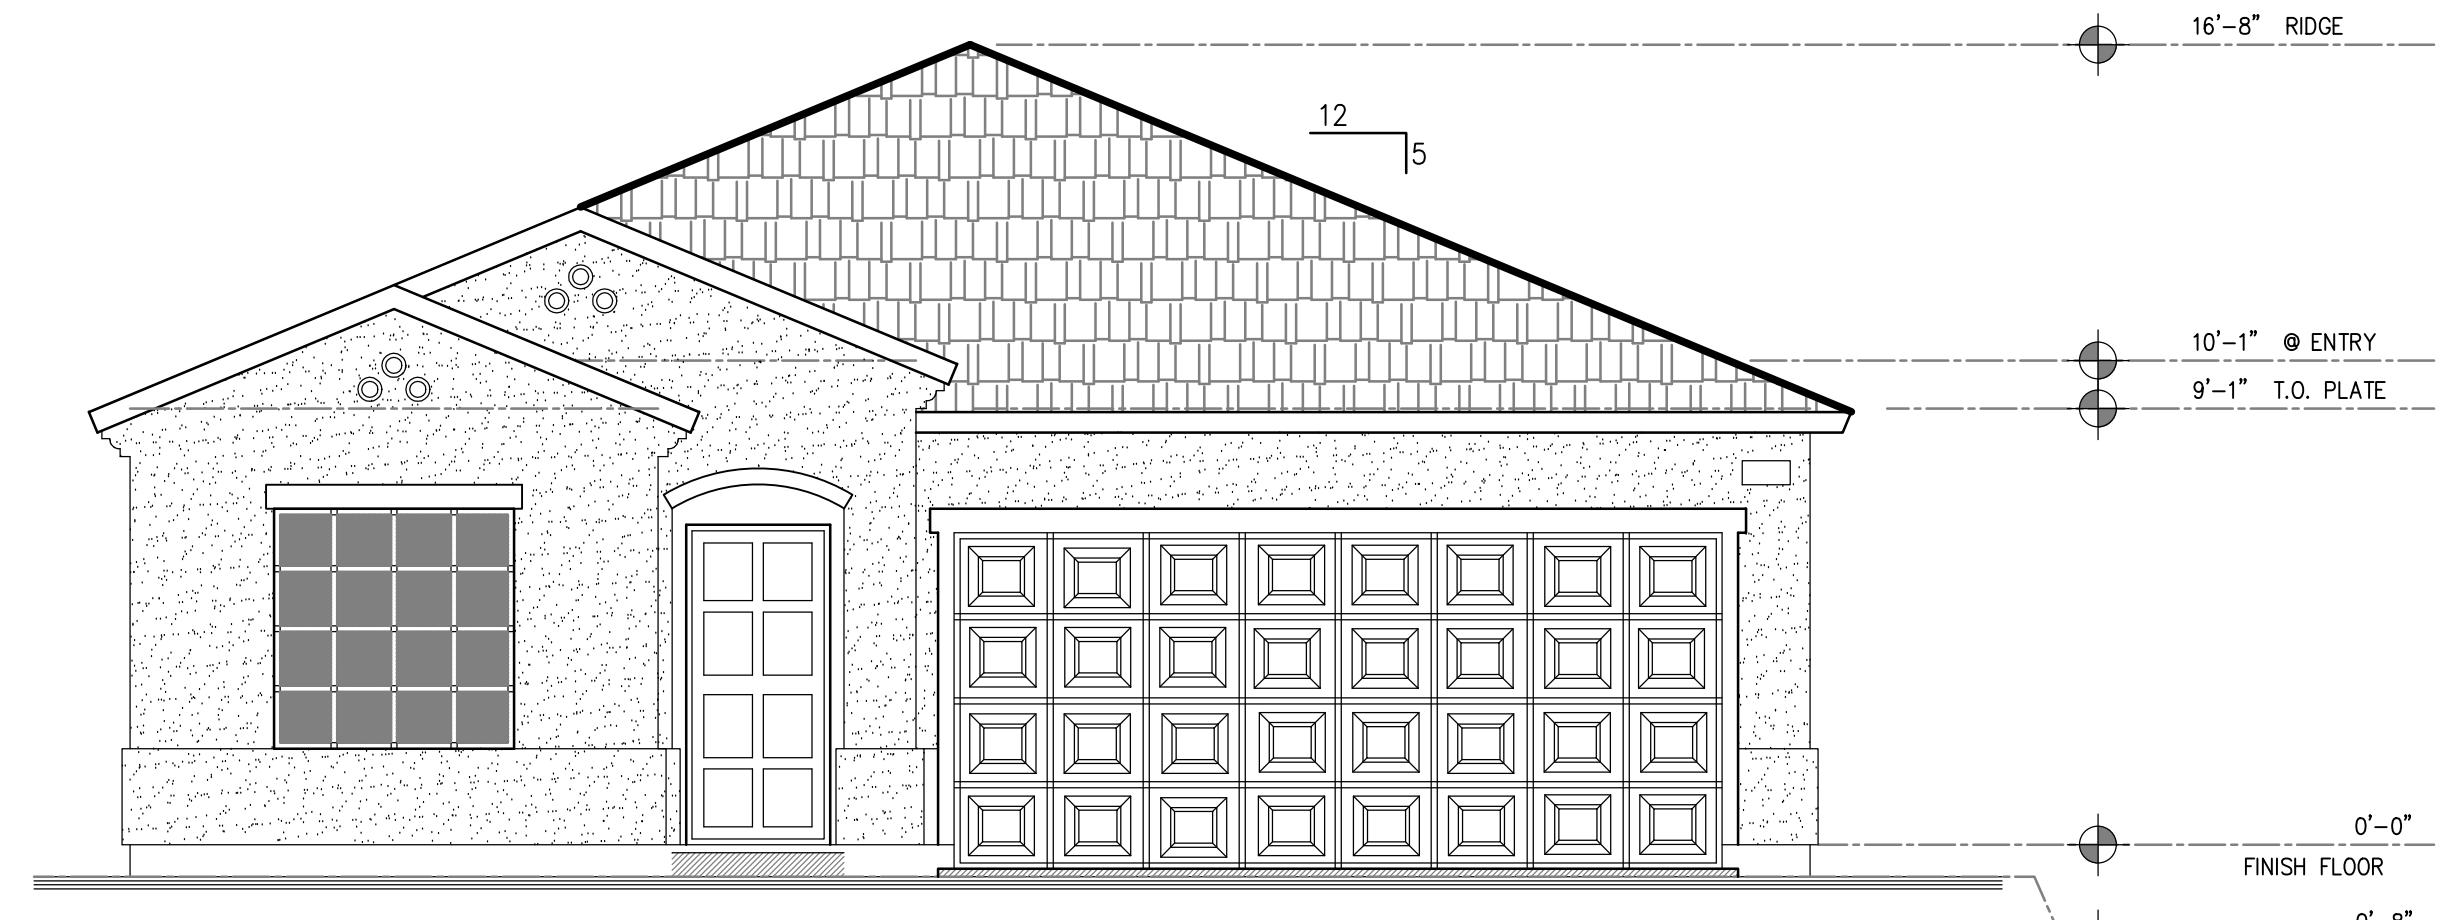 16'-8" RIDGE
12
5
10'-1" @ ENTRY
9'-1" T.O. PLATE
0'-0"
FINISH FLOOR